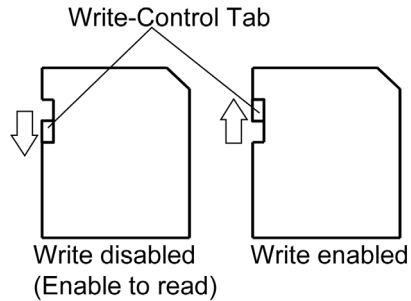 Write-Control Tab
Write disabled
(Enable to read)
Write enabled